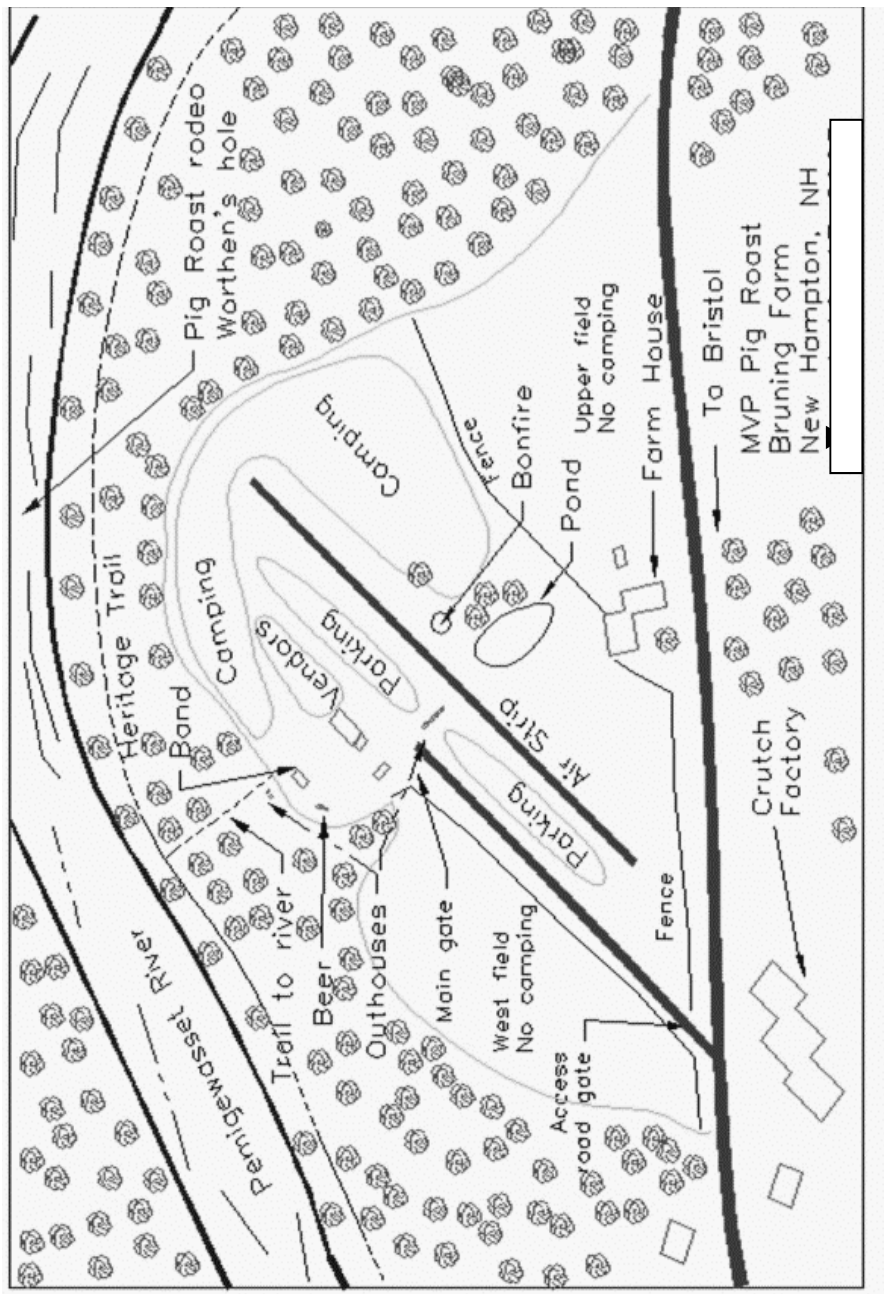 Pemigewasset River
Heritage Trail
Band
Pig Roast rodeo
Worthen's hole
Trail to river
Camping
Vendors
Beer
Parking
Camping
Outhouses
Main gate
Fence
Bonfire
West field
No camping
Air Strip
Parking
Pond
Upper field
No camping
Access
road gate
Farm House
Fence
To Bristol
MVP Pig Roast
Bruning Farm
New Hampton, NH
Crutch
Factory